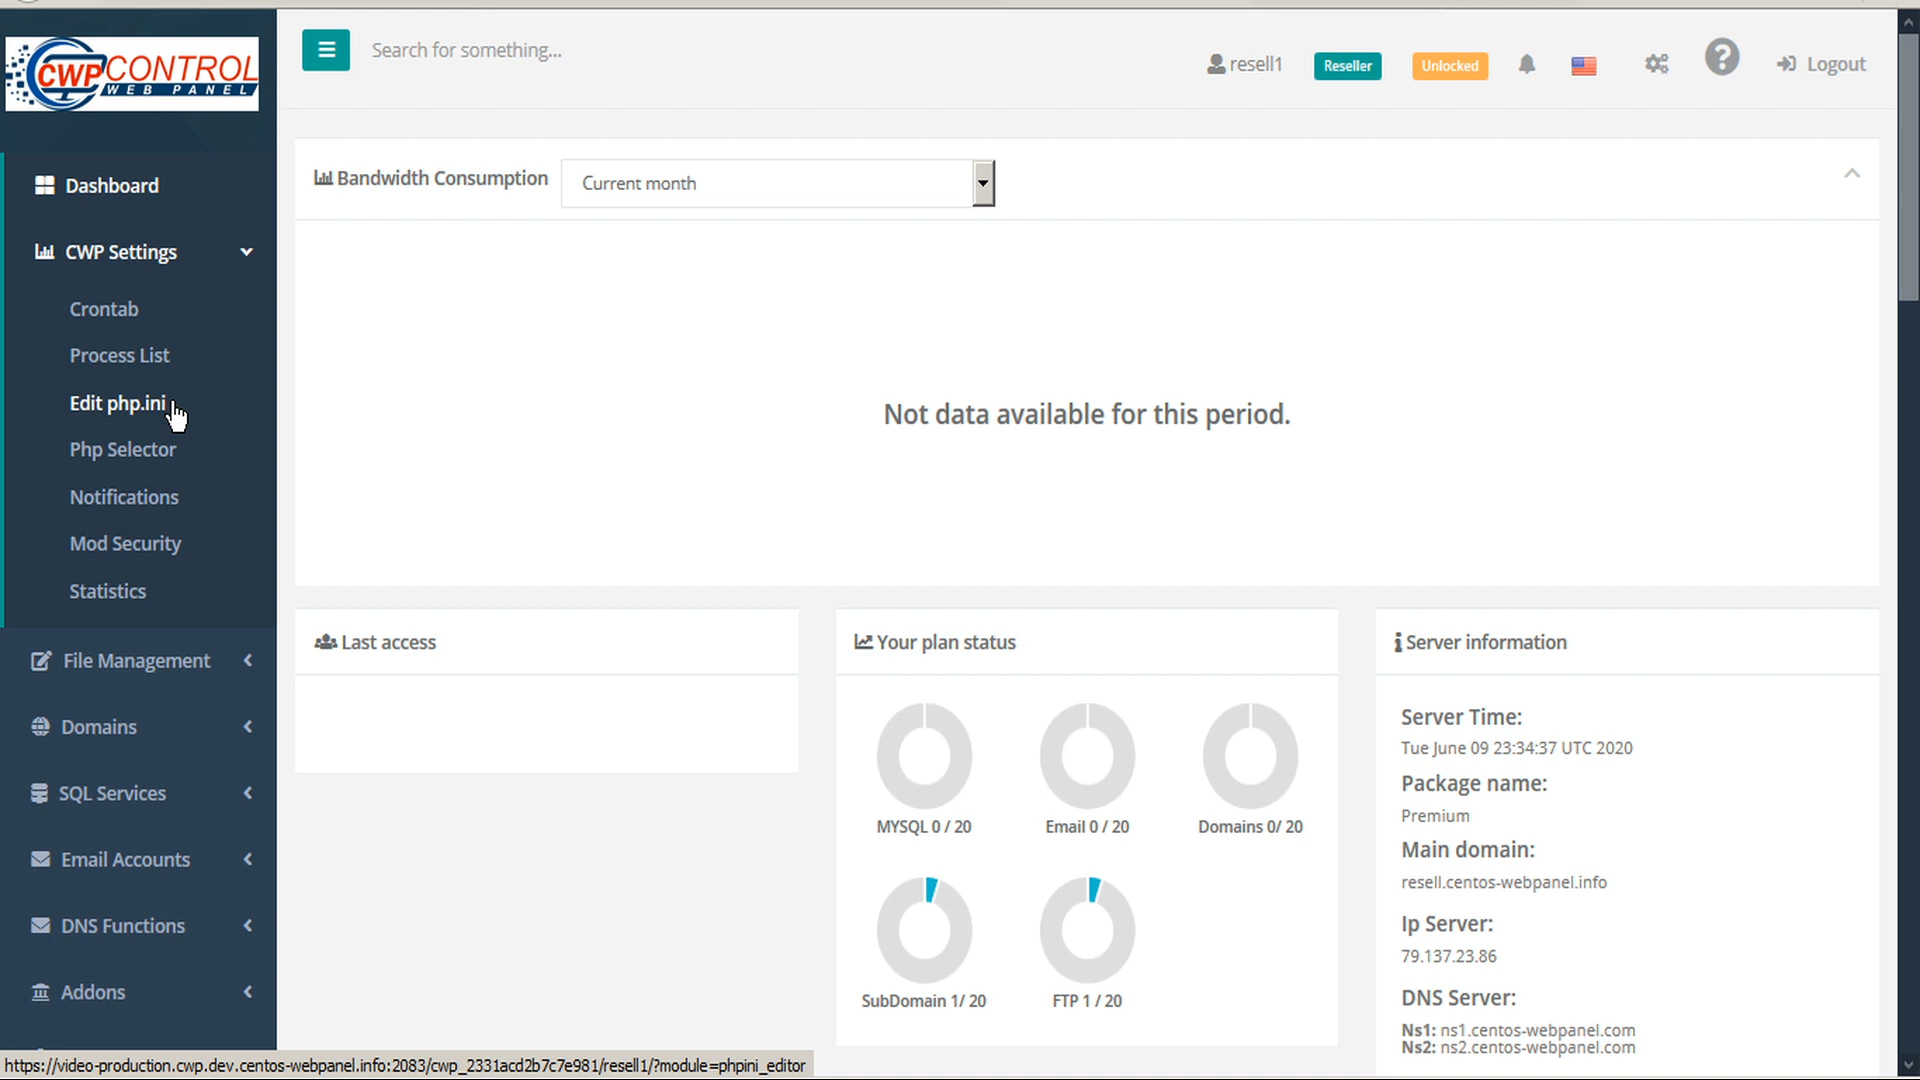 CWP CONTROL
WEB PANEL
Search for something...
resell1
Reseller
Unlocked
?
Logout
Dashboard
CWP Settings
Crontab
Process List
Edit php.ini
Php Selector
Notifications
Mod Security
Statistics
File Management
Domains
SQL Services
Email Accounts
DNS Functions
Addons
Bandwidth Consumption
Current month
Not data available for this period.
Last access
Your plan status
MYSQL 0 / 20
Email 0 / 20
Domains 0/ 20
SubDomain 1/ 20
FTP 1 / 20
Server information
Server Time:
Tue June 09 23:34:37 UTC 2020
Package name:
Premium
Main domain:
resell.centos-webpanel.info
Ip Server:
79.137.23.86
DNS Server:
Ns1: ns1.centos-webpanel.com
Ns2: ns2.centos-webpanel.com
https://video-production.cwp.dev.centos-webpanel.info:2083/cwp_2331acd2b7c7e981/resell1/?module=phpini_editor